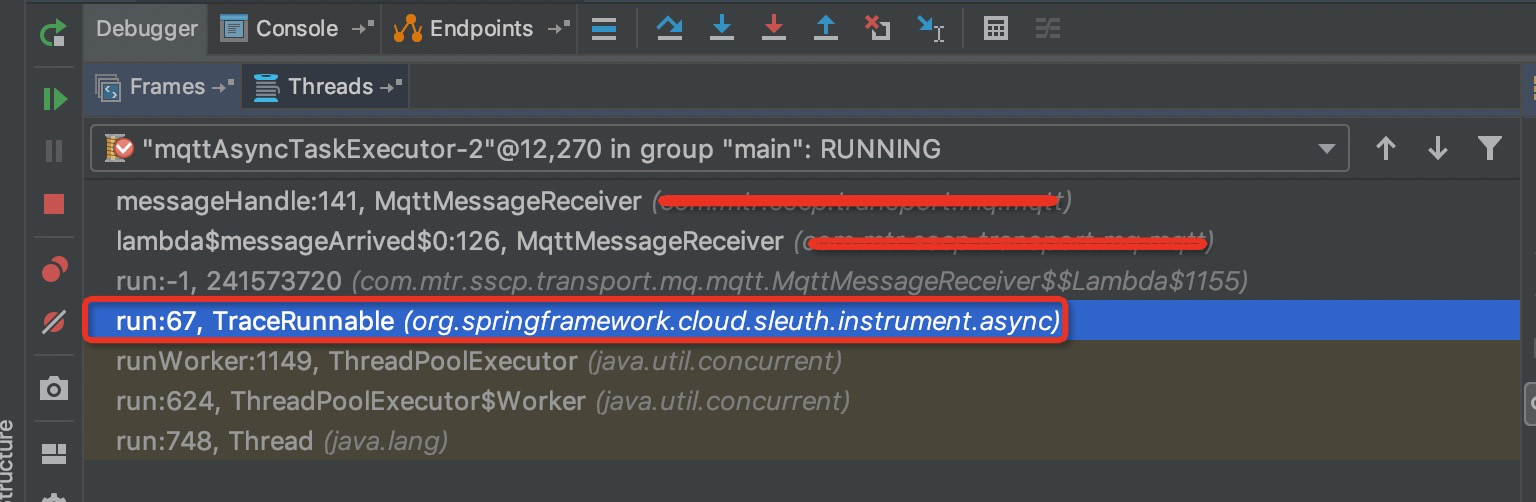 Debugger Console Endpoints
Frames Threads
"mqttAsyncTaskExecutor-2"@12,270 in group "main": RUNNING
messageHandle:141, MqttMessageReceiver
lambda$messageArrived$0:126, MqttMessageReceiver
run:-1, 241573720 (com.mtr.sscp.transport.mq.mqtt.MqttMessageReceiver$$Lambda$1155)
run:67, TraceRunnable (org.springframework.cloud.sleuth.instrument.async)
runWorker:1149, ThreadPoolExecutor (java.util.concurrent)
run:624, ThreadPoolExecutor$Worker (java.util.concurrent)
run:748, Thread (java.lang)